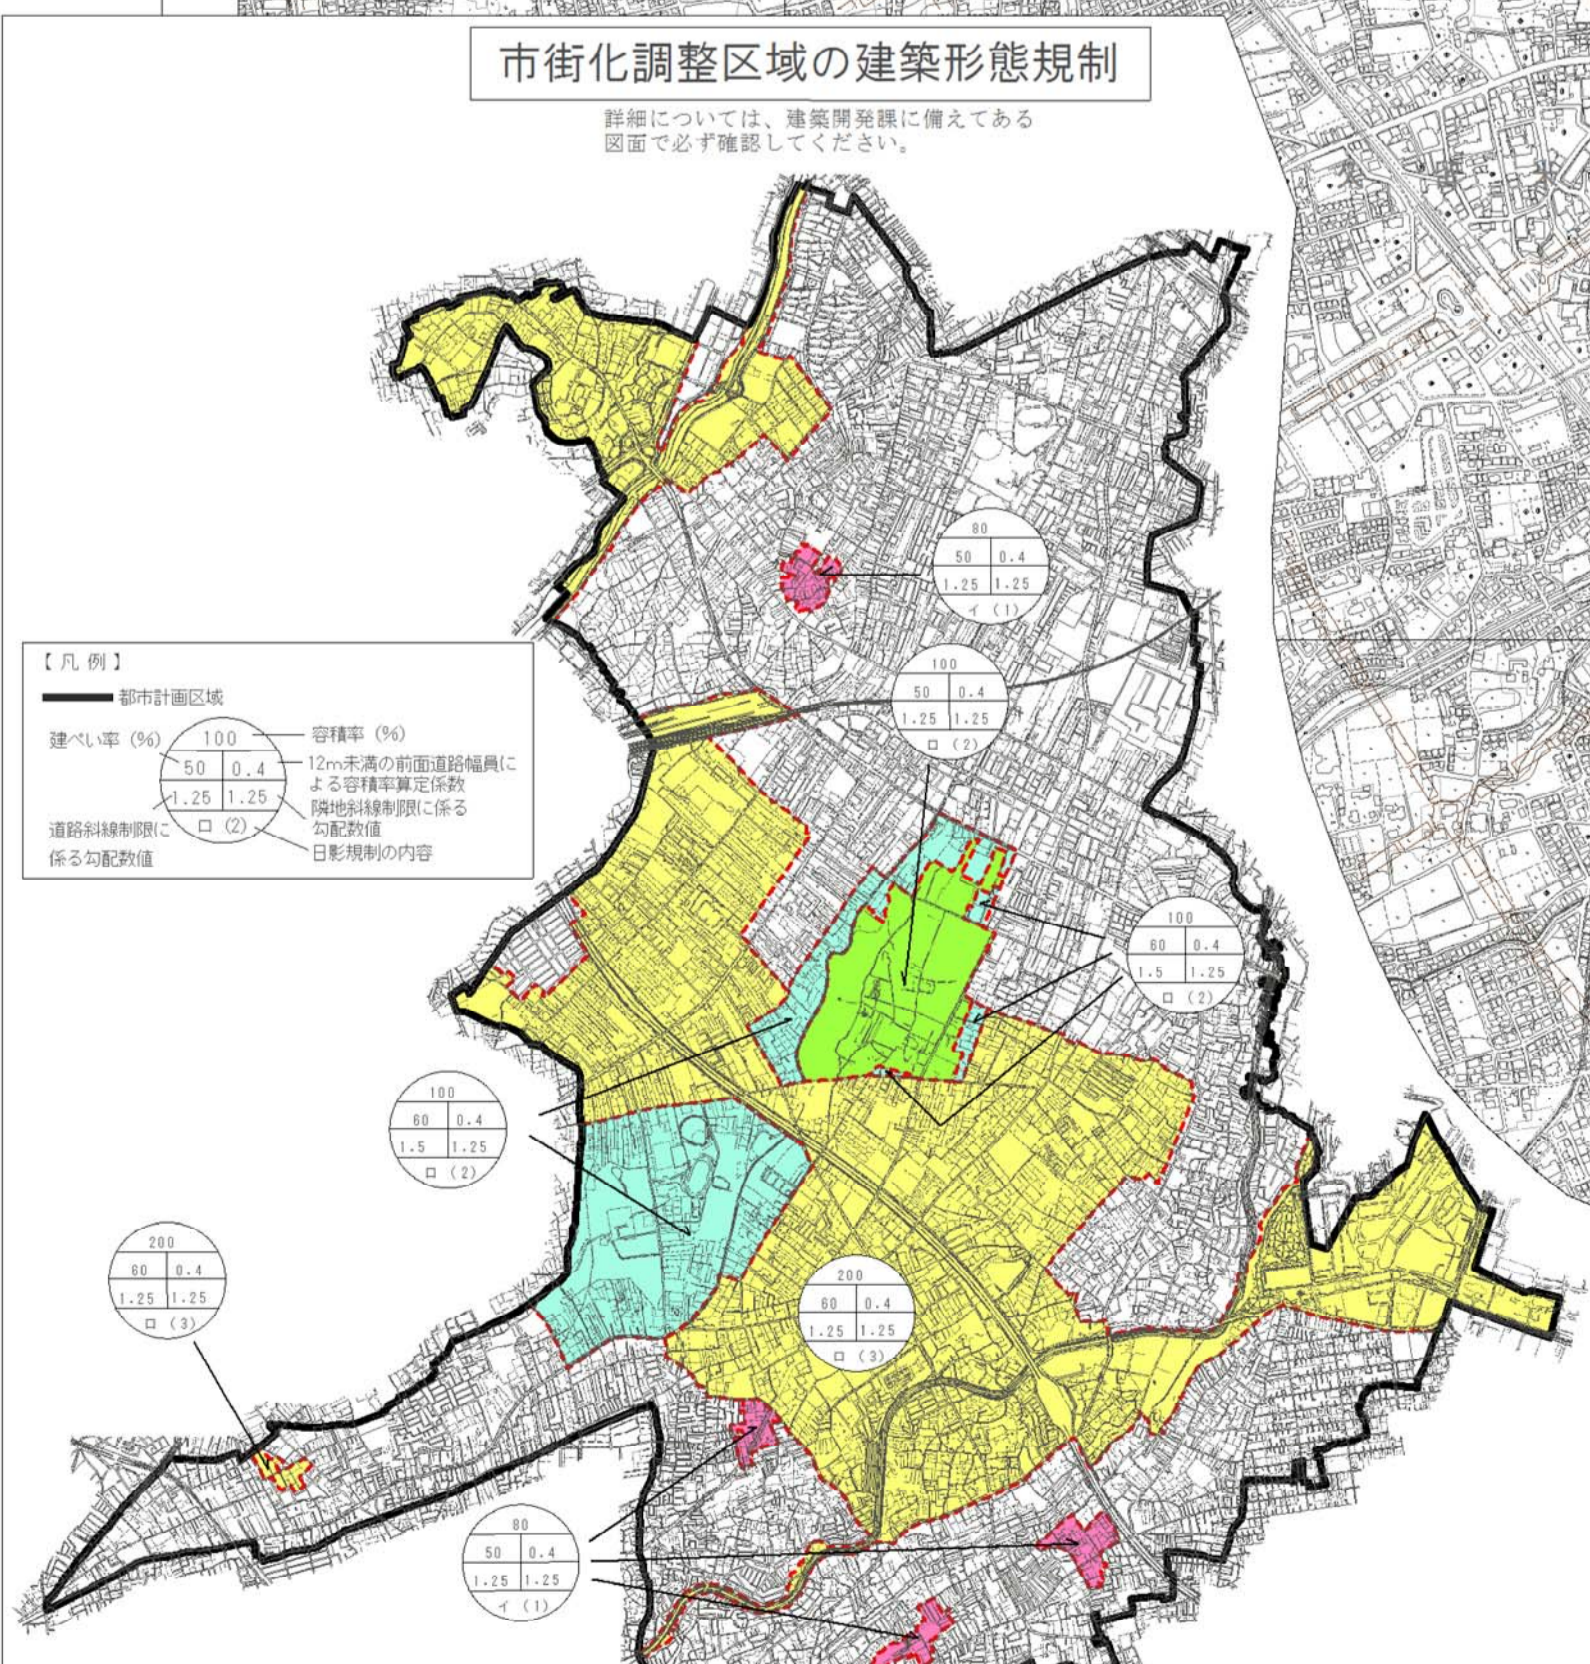 市街化調整区域の建築形態規制
詳細については、建築開発課に備えてある
図面で必ず確認してください。
80
50 0.4
1.25 1.25
イ (1)
100
50 0.4
1.25 1.25
ロ (2)
【凡例】
都市計画区域
建ぺい率 (%)
100
容積率 (%)
50 0.4
12m未満の前面道路幅員に
よる容積率算定係数
1.25 1.25
隣地斜線制限に係る
勾配数値
道路斜線制限に
係る勾配数値
ロ (2)
日影規制の内容
100
60 0.4
1.5 1.25
ロ (2)
100
60 0.4
1.5 1.25
ロ (2)
200
60 0.4
1.25 1.25
ロ (3)
200
60 0.4
1.25 1.25
ロ (3)
80
50 0.4
1.25 1.25
イ (1)